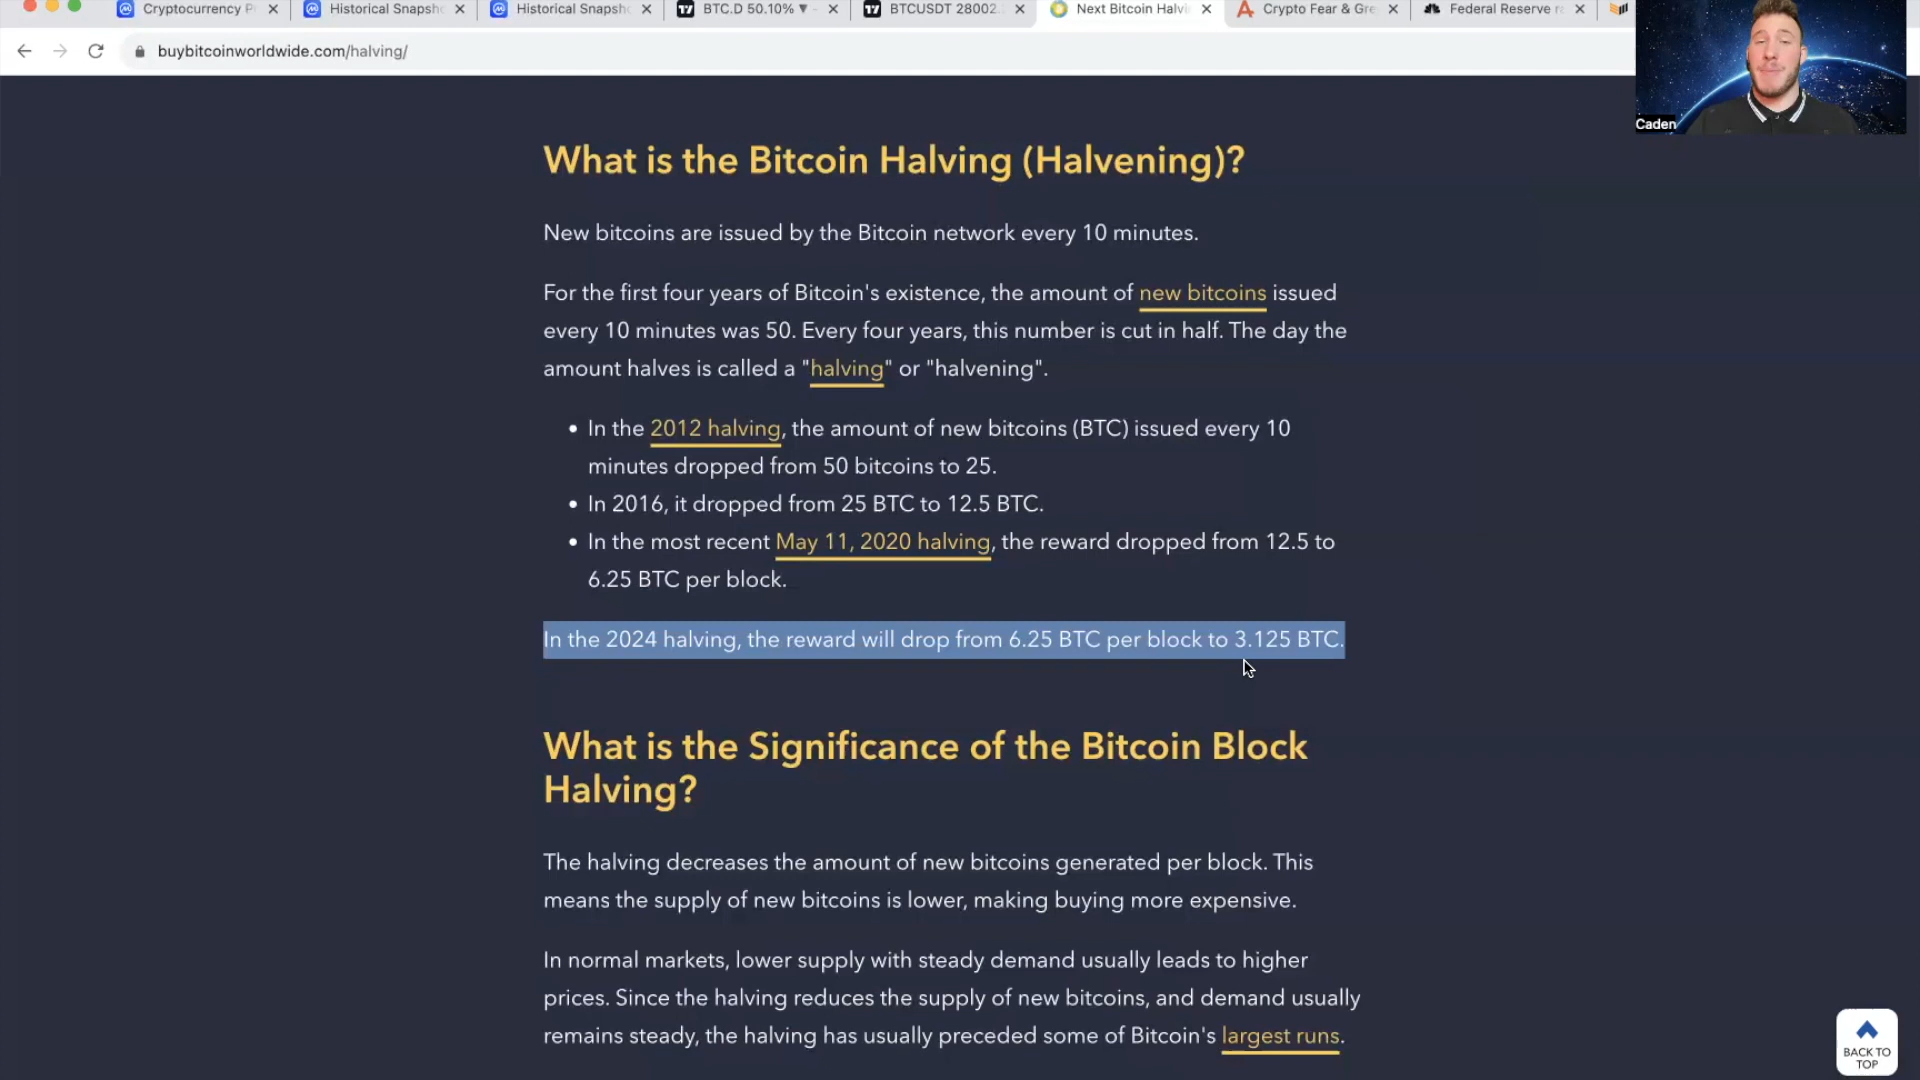 Cryptocurrency P
Historical Snapsh
Historical Snapsh
BTC.D 50.10% ▼ -
BTCUSDT 28002
Next Bitcoin Halvi
Crypto Fear & Gre
Federal Reserve r
buybitcoinworldwide.com/halving/
Caden
What is the Bitcoin Halving (Halvening)?
New bitcoins are issued by the Bitcoin network every 10 minutes.
For the first four years of Bitcoin's existence, the amount of new bitcoins issued
every 10 minutes was 50. Every four years, this number is cut in half. The day the
amount halves is called a "halving" or "halvening".
• In the 2012 halving, the amount of new bitcoins (BTC) issued every 10
minutes dropped from 50 bitcoins to 25.
• In 2016, it dropped from 25 BTC to 12.5 BTC.
• In the most recent May 11, 2020 halving, the reward dropped from 12.5 to
6.25 BTC per block.
In the 2024 halving, the reward will drop from 6.25 BTC per block to 3.125 BTC.
What is the Significance of the Bitcoin Block
Halving?
The halving decreases the amount of new bitcoins generated per block. This
means the supply of new bitcoins is lower, making buying more expensive.
In normal markets, lower supply with steady demand usually leads to higher
prices. Since the halving reduces the supply of new bitcoins, and demand usually
remains steady, the halving has usually preceded some of Bitcoin's largest runs.
BACK TO
TOP